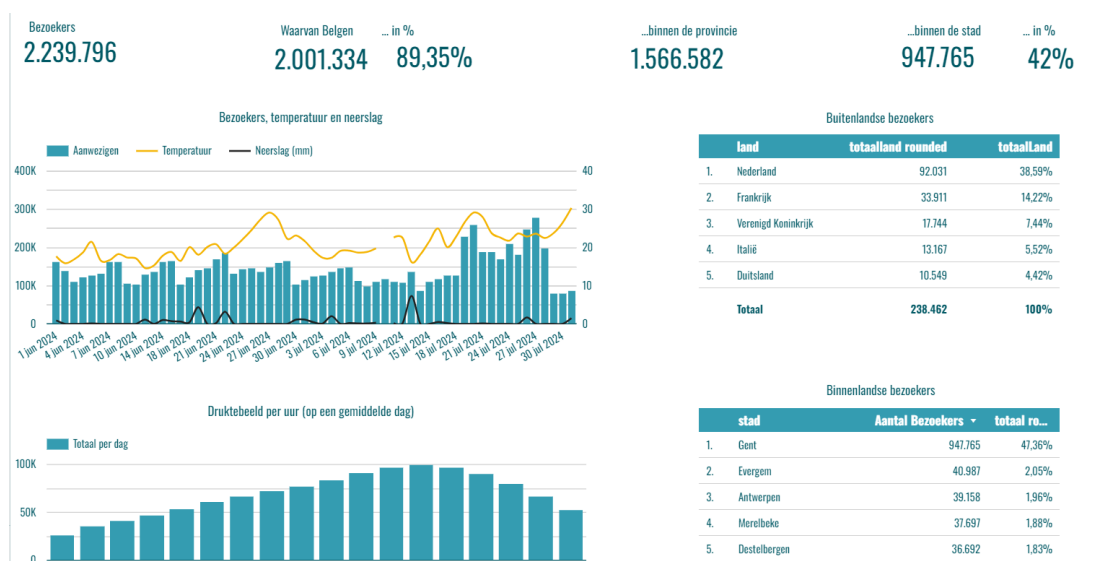 Bezoekers
2.239.796
Waarvan Belgen
2.001.334
... in %
89,35%
...binnen de provincie
1.566.582
...binnen de stad
947.765
... in %
42%
Bezoekers, temperatuur en neerslag
Aanwezigen Temperatuur Neerslag (mm)
400K 40
300K 30
200K 20
100K 10
0 0
1 jun 2024 4 jun 2024 7 jun 2024 10 jun 2024 14 jun 2024 18 jun 2024 21 jun 2024 24 jun 2024 27 jun 2024 30 jun 2024 3 jul 2024 6 jul 2024 9 jul 2024 12 jul 2024 15 jul 2024 18 jul 2024 21 jul 2024 24 jul 2024 27 jul 2024 30 jul 2024
Buitenlandse bezoekers
land totaalland rounded totaalLand
1. Nederland 92.031 38,59%
2. Frankrijk 33.911 14,22%
3. Verenigd Koninkrijk 17.744 7,44%
4. Italië 13.167 5,52%
5. Duitsland 10.549 4,42%
Totaal 238.462 100%
Druktebeeld per uur (op een gemiddelde dag)
Totaal per dag
100K
50K
0
Binnenlandse bezoekers
stad Aantal Bezoekers totaal ro...
1. Gent 947.765 47,36%
2. Evergem 40.987 2,05%
3. Antwerpen 39.158 1,96%
4. Merelbeke 37.697 1,88%
5. Destelbergen 36.692 1,83%